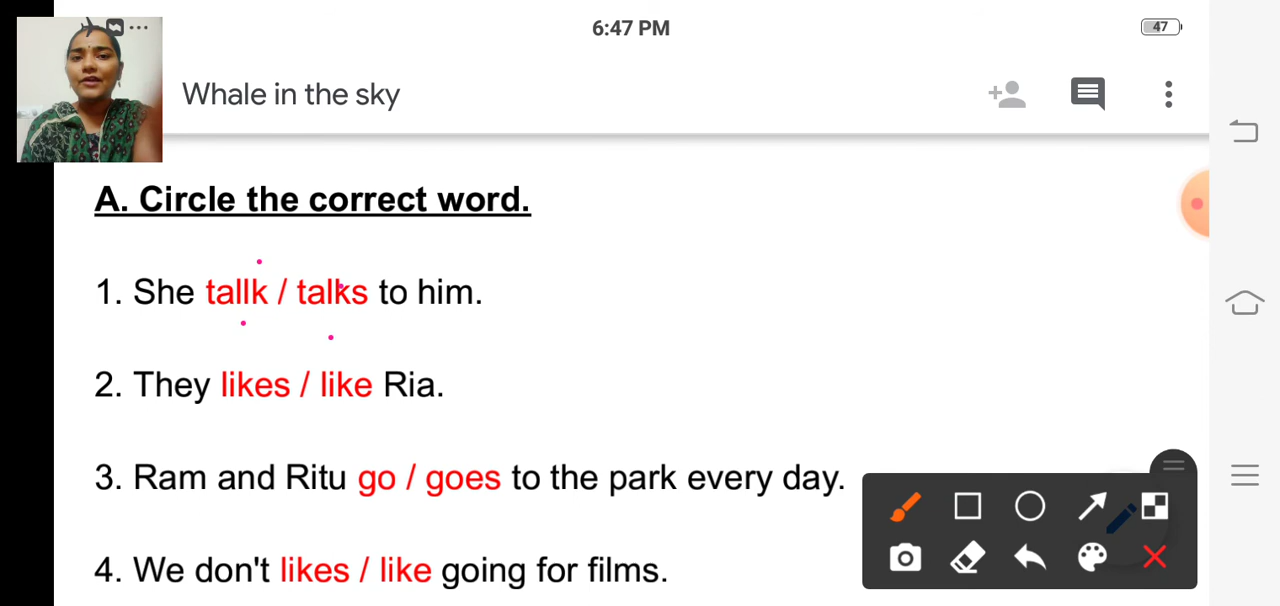 6:47 PM
47
Whale in the sky
A. Circle the correct word.
1. She tallk / talks to him.
2. They likes / like Ria.
3. Ram and Ritu go / goes to the park every day.
4. We don't likes / like going for films.